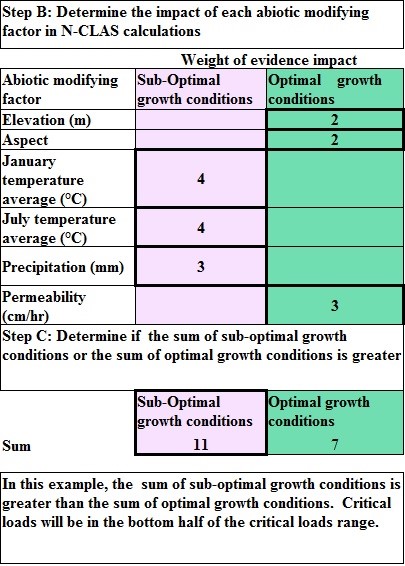 Step B: Determine the impact of each abiotic modifying
factor in N-CLAS calculations
Weight of evidence impact
Abiotic modifying
factor
Sub-Optimal
growth conditions
Optimal growth
conditions
Elevation (m)
2
Aspect
2
January
temperature
average (°C)
4
July temperature
average (°C)
4
Precipitation (mm)
3
Permeability
(cm/hr)
3
Step C: Determine if the sum of sub-optimal growth
conditions or the sum of optimal growth conditions is greater
Sub-Optimal
growth conditions
Optimal growth
conditions
Sum
11
7
In this example, the sum of sub-optimal growth conditions is
greater than the sum of optimal growth conditions. Critical
loads will be in the bottom half of the critical loads range.